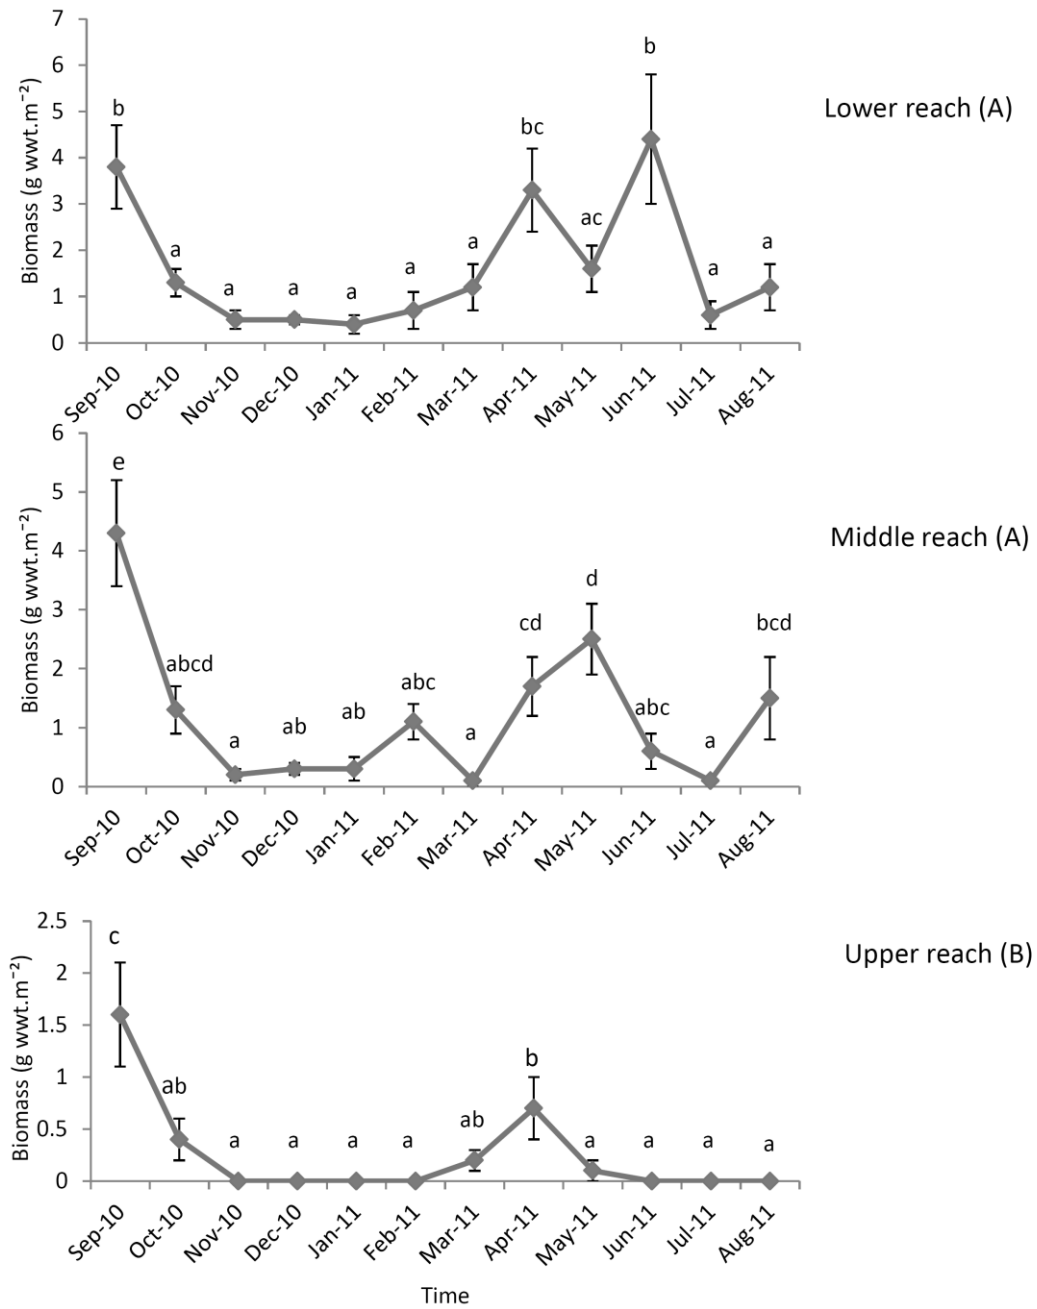 7
6
5
4
3
2
1
0
Biomass (g wwt.m⁻²)
b
a
a
a
a
a
a
bc
ac
b
a
a
Lower reach (A)
Sep-10
Oct-10
Nov-10
Dec-10
Jan-11
Feb-11
Mar-11
Apr-11
May-11
Jun-11
Jul-11
Aug-11
6
5
4
3
2
1
0
Biomass (g wwt.m⁻²)
e
abcd
a
ab
ab
abc
a
cd
d
abc
a
bcd
Middle reach (A)
Sep-10
Oct-10
Nov-10
Dec-10
Jan-11
Feb-11
Mar-11
Apr-11
May-11
Jun-11
Jul-11
Aug-11
2.5
2
1.5
1
0.5
0
Biomass (g wwt.m⁻²)
c
ab
a
a
a
a
ab
b
a
a
a
a
Upper reach (B)
Sep-10
Oct-10
Nov-10
Dec-10
Jan-11
Feb-11
Mar-11
Apr-11
May-11
Jun-11
Jul-11
Aug-11
Time